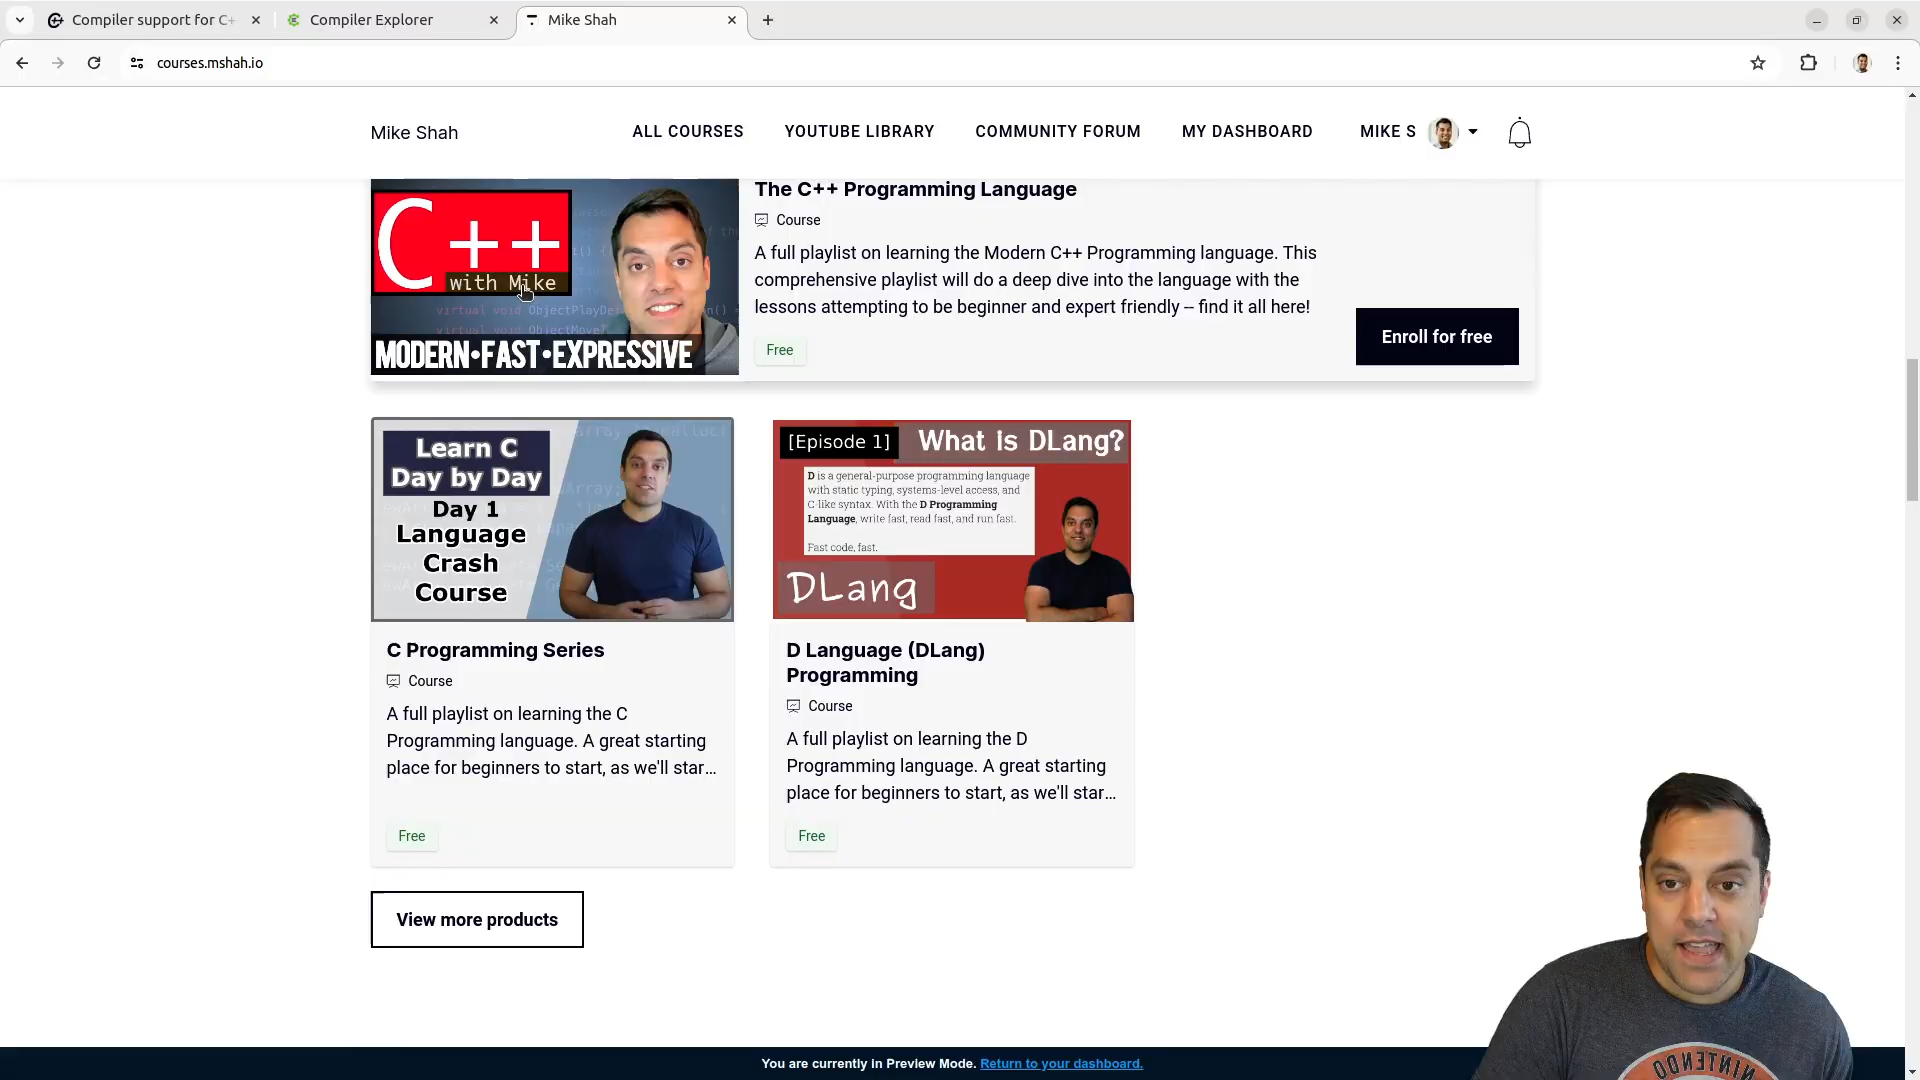 Compiler support for C+
Compiler Explorer
Mike Shah
courses.mshah.io
Mike Shah
ALL COURSES
YOUTUBE LIBRARY
COMMUNITY FORUM
MY DASHBOARD
MIKE S
C++
with Mike
virtual void ObjectPlayDe
virtual void ObjectMove
MODERN•FAST•EXPRESSIVE
The C++ Programming Language
Course
A full playlist on learning the Modern C++ Programming language. This
comprehensive playlist will do a deep dive into the language with the
lessons attempting to be beginner and expert friendly – find it all here!
Free
Enroll for free
Learn C
Day by Day
Day 1
Language
Crash
Course
C Programming Series
Course
A full playlist on learning the C
Programming language. A great starting
place for beginners to start, as we'll star...
Free
[Episode 1]
What is DLang?
D is a general-purpose programming language
with static typing, systems-level access, and
C-like syntax. With the D Programming
Language, write fast, read fast, and run fast.
Fast code, fast.
DLang
D Language (DLang)
Programming
Course
A full playlist on learning the D
Programming language. A great starting
place for beginners to start, as we'll star...
Free
View more products
NINTENDO
You are currently in Preview Mode. Return to your dashboard.